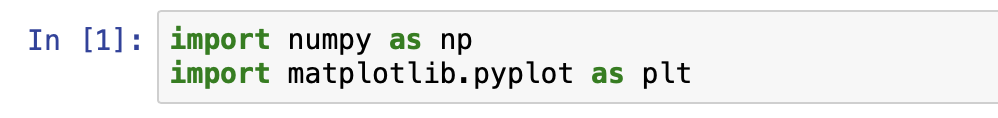 In [1]: import numpy as np
import matplotlib.pyplot as plt